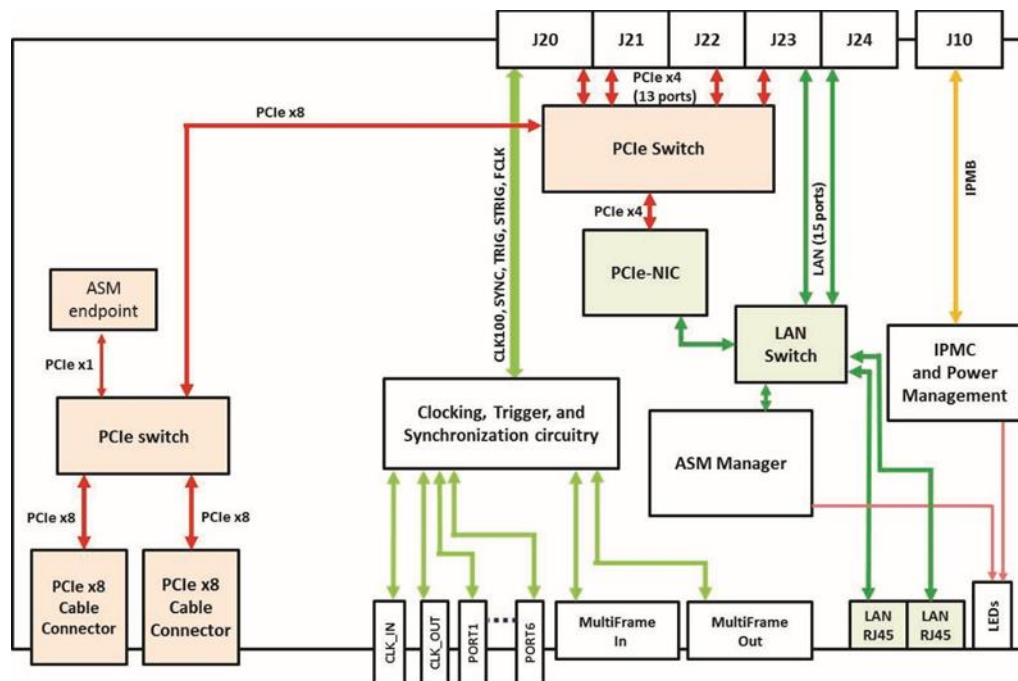 J20
J21
J22
J23
J24
J10
PCIe x4
(13 ports)
PCIe x8
PCIe Switch
CLK100, SYNC, TRIG, STRIG, FCLK
LAN (15 ports)
IPMB
PCIe x4
PCIe-NIC
ASM
endpoint
LAN
Switch
IPMC
and Power
Management
PCIe x1
PCIe switch
Clocking, Trigger, and
Synchronization circuitry
ASM Manager
PCIe x8
PCIe x8
PCIe x8
Cable
Connector
PCIe x8
Cable
Connector
CLK_IN
CLK_OUT
PORT1
PORT6
MultiFrame
In
MultiFrame
Out
LAN
RJ45
LAN
RJ45
LEDs